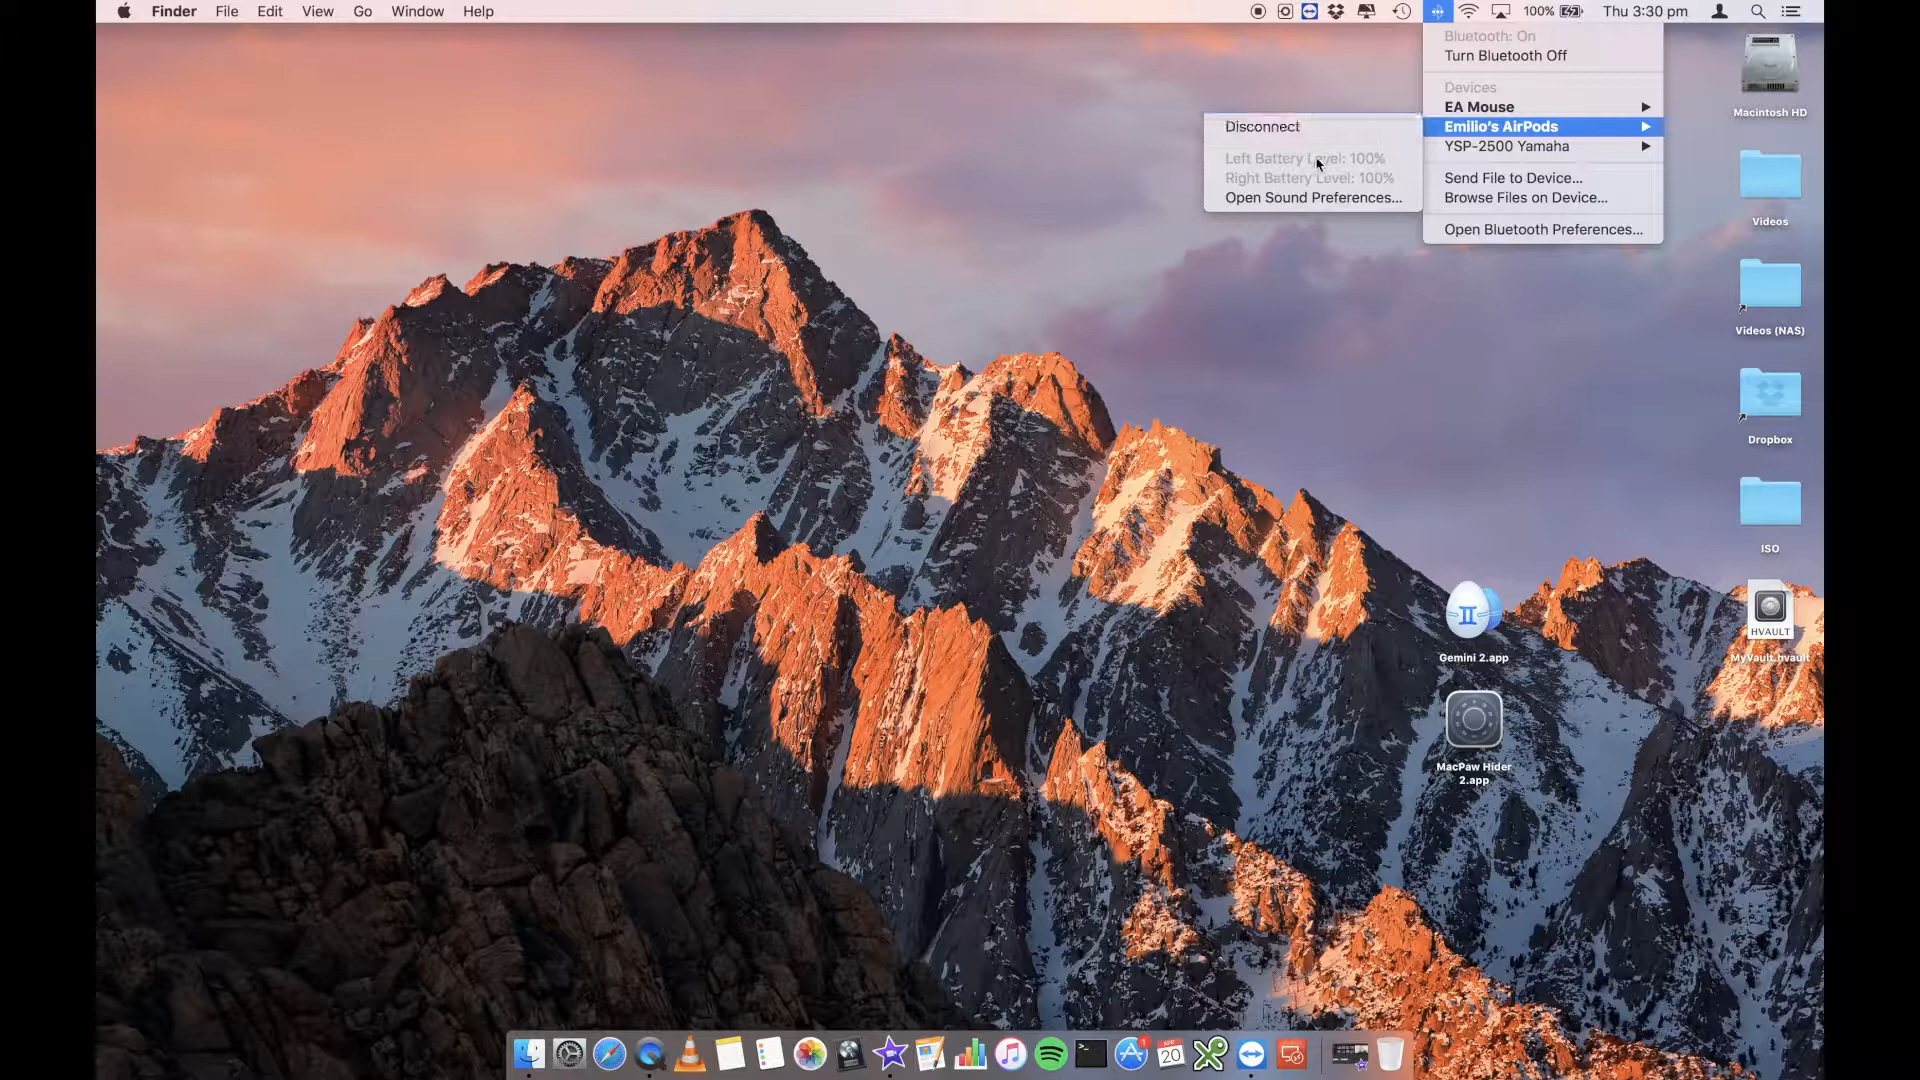 Finder File Edit View Go Window Help
100% Thu 3:30 pm
Bluetooth: On
Turn Bluetooth Off
Devices
EA Mouse
Emilio's AirPods
YSP-2500 Yamaha
Send File to Device...
Browse Files on Device...
Open Bluetooth Preferences...
Disconnect
Left Battery Level: 100%
Right Battery Level: 100%
Open Sound Preferences...
Macintosh HD
Videos
Videos (NAS)
Dropbox
ISO
HVAULT
MyVault.hvault
Gemini 2.app
MacPaw Hider
2.app
1
20